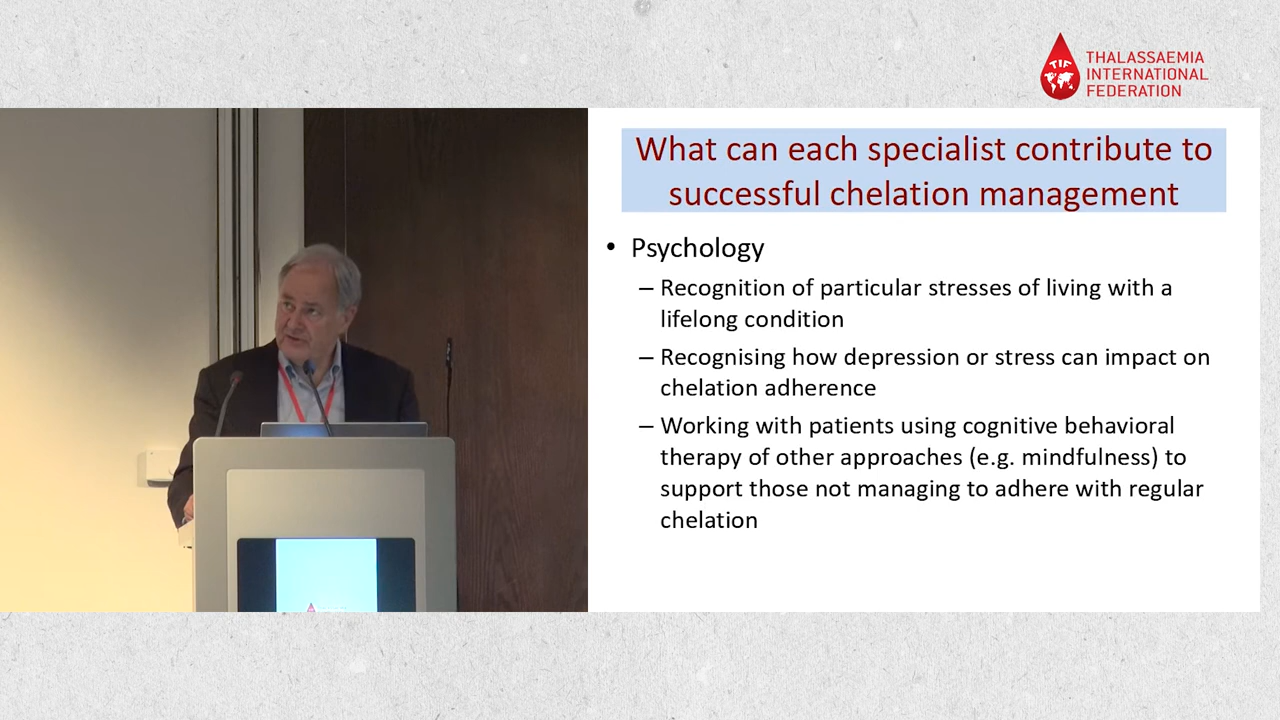 TIF
THALASSAEMIA
INTERNATIONAL
FEDERATION
What can each specialist contribute to
successful chelation management
• Psychology
– Recognition of particular stresses of living with a
lifelong condition
– Recognising how depression or stress can impact on
chelation adherence
– Working with patients using cognitive behavioral
therapy of other approaches (e.g. mindfulness) to
support those not managing to adhere with regular
chelation